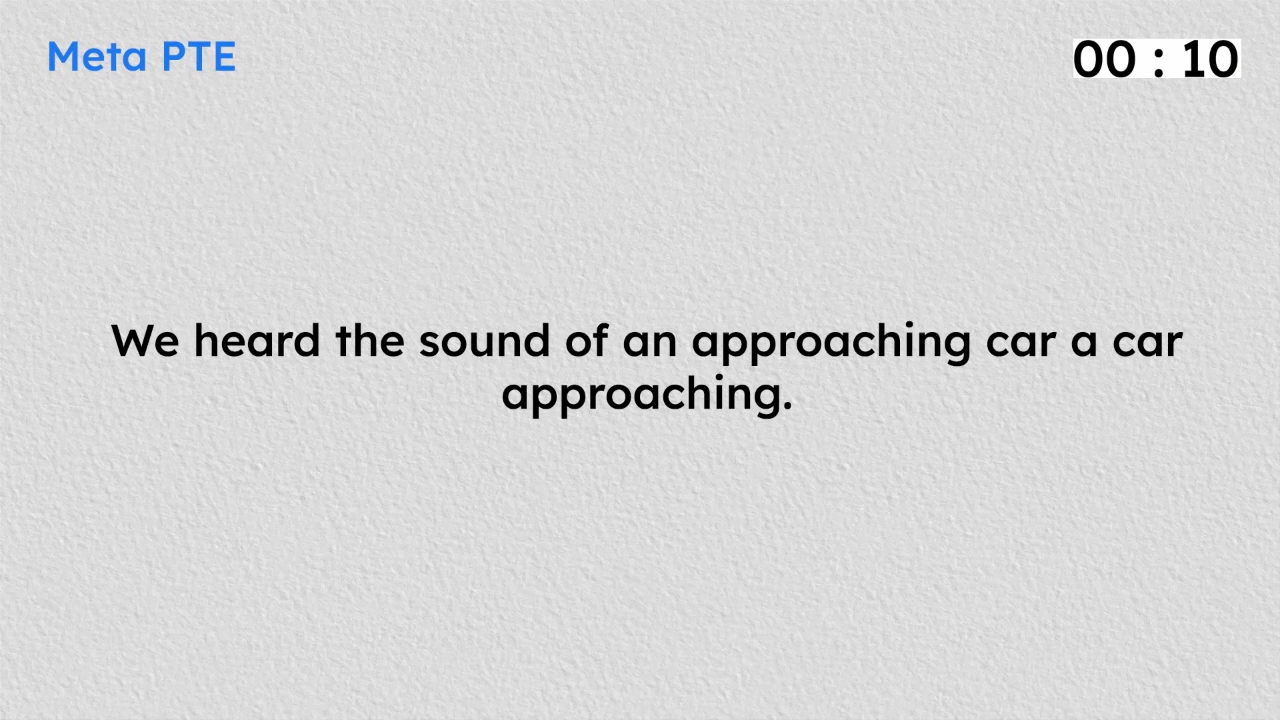 Meta PTE
00 : 10
We heard the sound of an approaching car a car
approaching.